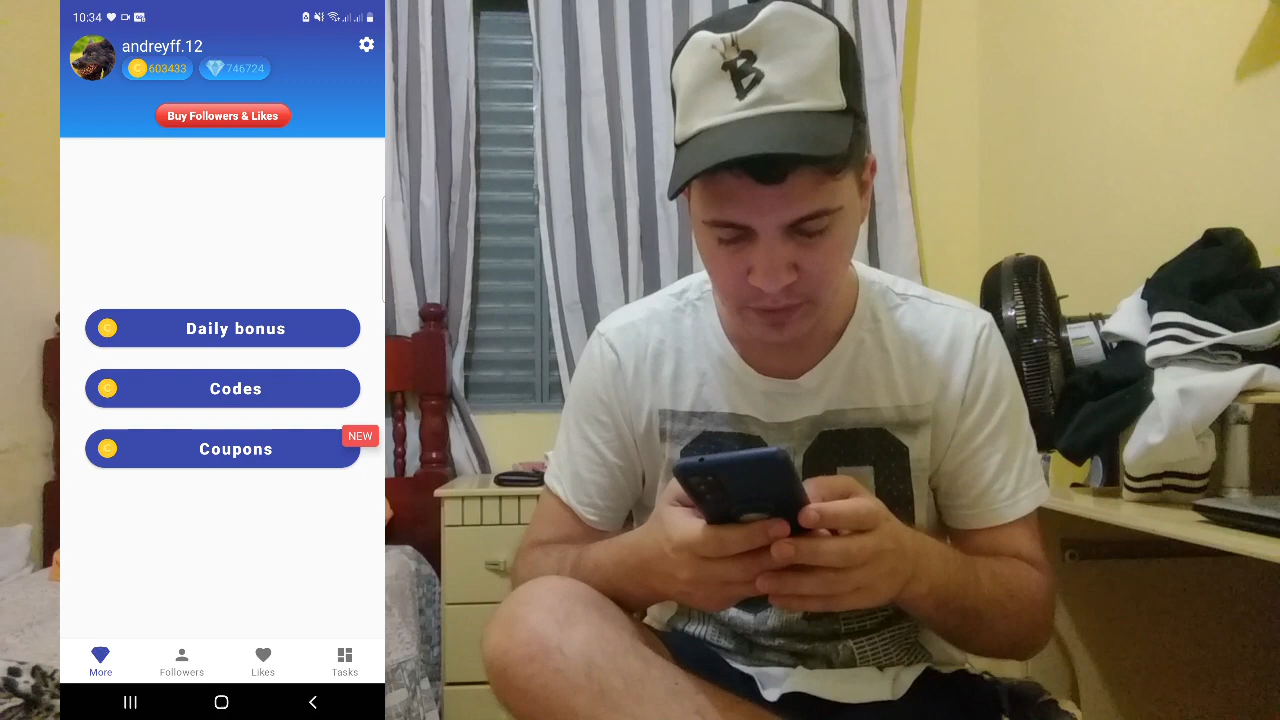 10:34
andreyff.12
C 603433 746724
Buy Followers & Likes
C Daily bonus
C Codes
NEW
C Coupons
More Followers Likes Tasks
B